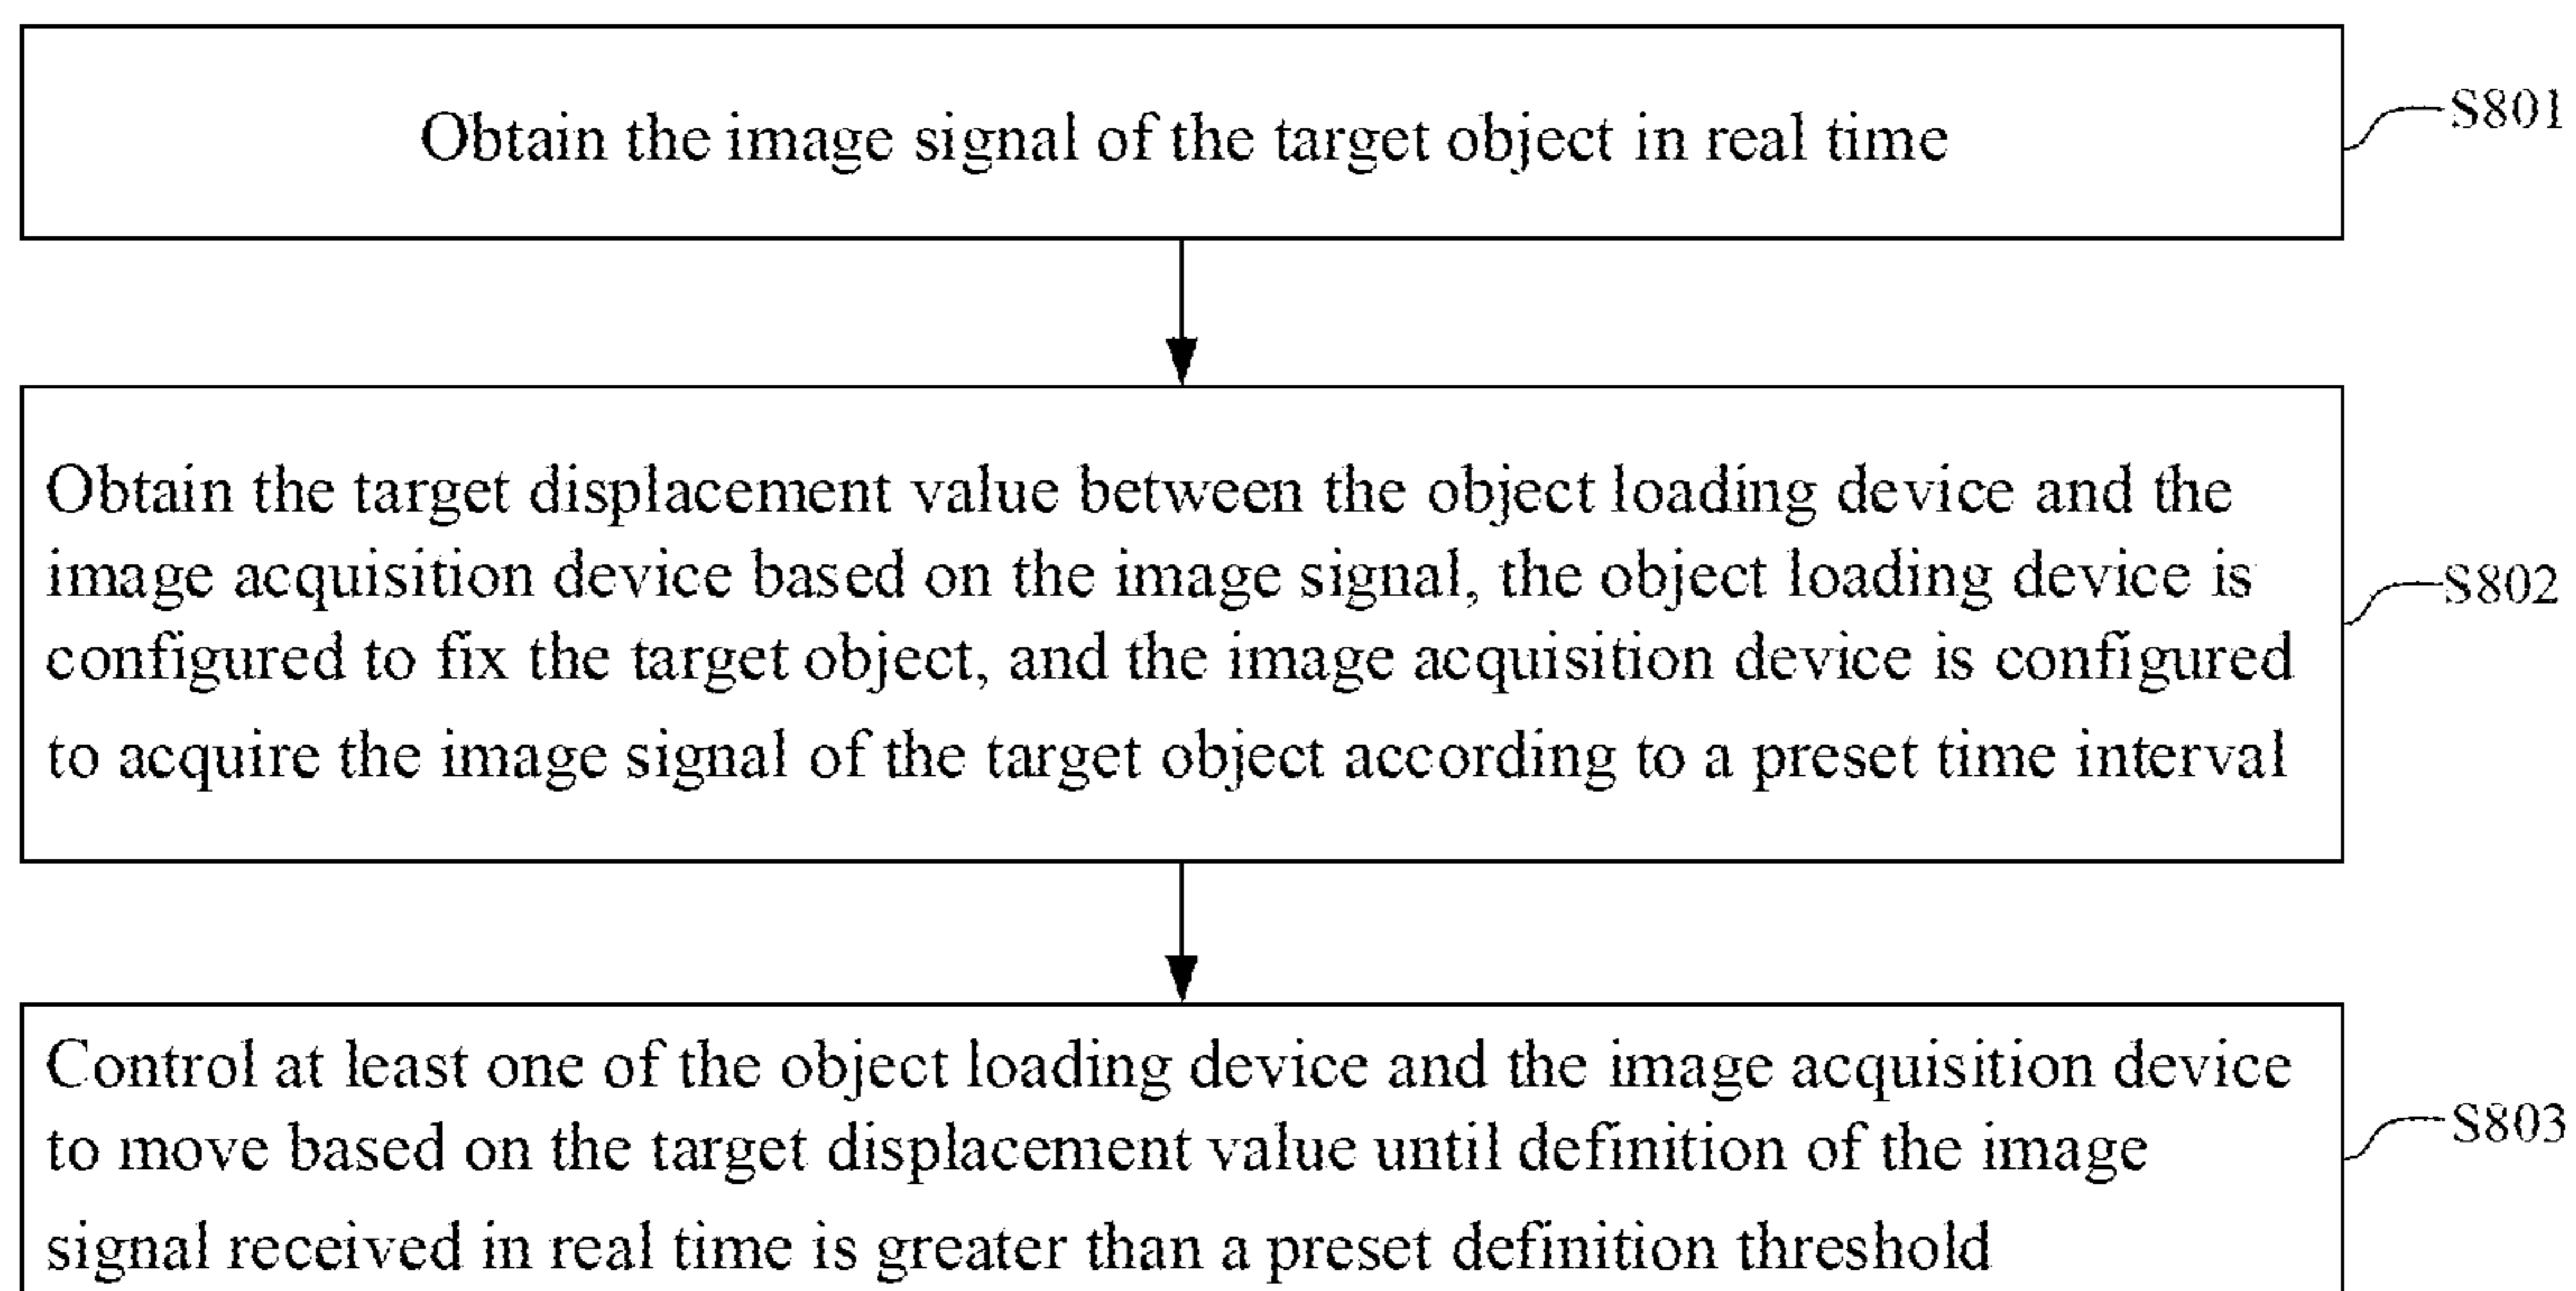 Obtain the image signal of the target object in real time
S801
Obtain the target displacement value between the object loading device and the
image acquisition device based on the image signal, the object loading device is
configured to fix the target object, and the image acquisition device is configured
to acquire the image signal of the target object according to a preset time interval
S802
Control at least one of the object loading device and the image acquisition device
to move based on the target displacement value until definition of the image
signal received in real time is greater than a preset definition threshold
S803